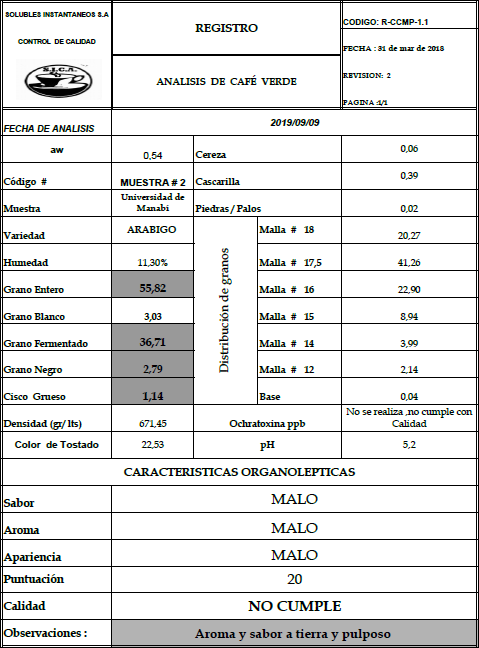 SOLUBLES INSTANTANEOS S.A
CONTROL DE CALIDAD
S.I.C.A
REGISTRO
ANALISIS DE CAFÉ VERDE
CODIGO: R-CCMP-1.1
FECHA : 31 de mar de 2018
REVISION: 2
PAGINA :1/1
FECHA DE ANALISIS 2019/09/09
aw 0,54 Cereza 0,06
Código # MUESTRA # 2 Cascarilla 0,39
Muestra Universidad de Manabi Piedras / Palos 0,02
Distribución de granos
Variedad ARABIGO Malla # 18 20,27
Humedad 11,30% Malla # 17,5 41,26
Grano Entero 55,82 Malla # 16 22,90
Grano Blanco 3,03 Malla # 15 8,94
Grano Fermentado 36,71 Malla # 14 3,99
Grano Negro 2,79 Malla # 12 2,14
Cisco Grueso 1,14 Base 0,04
Densidad (gr/ lts) 671,45 Ochratoxina ppb No se realiza ,no cumple con Calidad
Color de Tostado 22,53 pH 5,2
CARACTERISTICAS ORGANOLEPTICAS
Sabor MALO
Aroma MALO
Apariencia MALO
Puntuación 20
Calidad NO CUMPLE
Observaciones : Aroma y sabor a tierra y pulposo